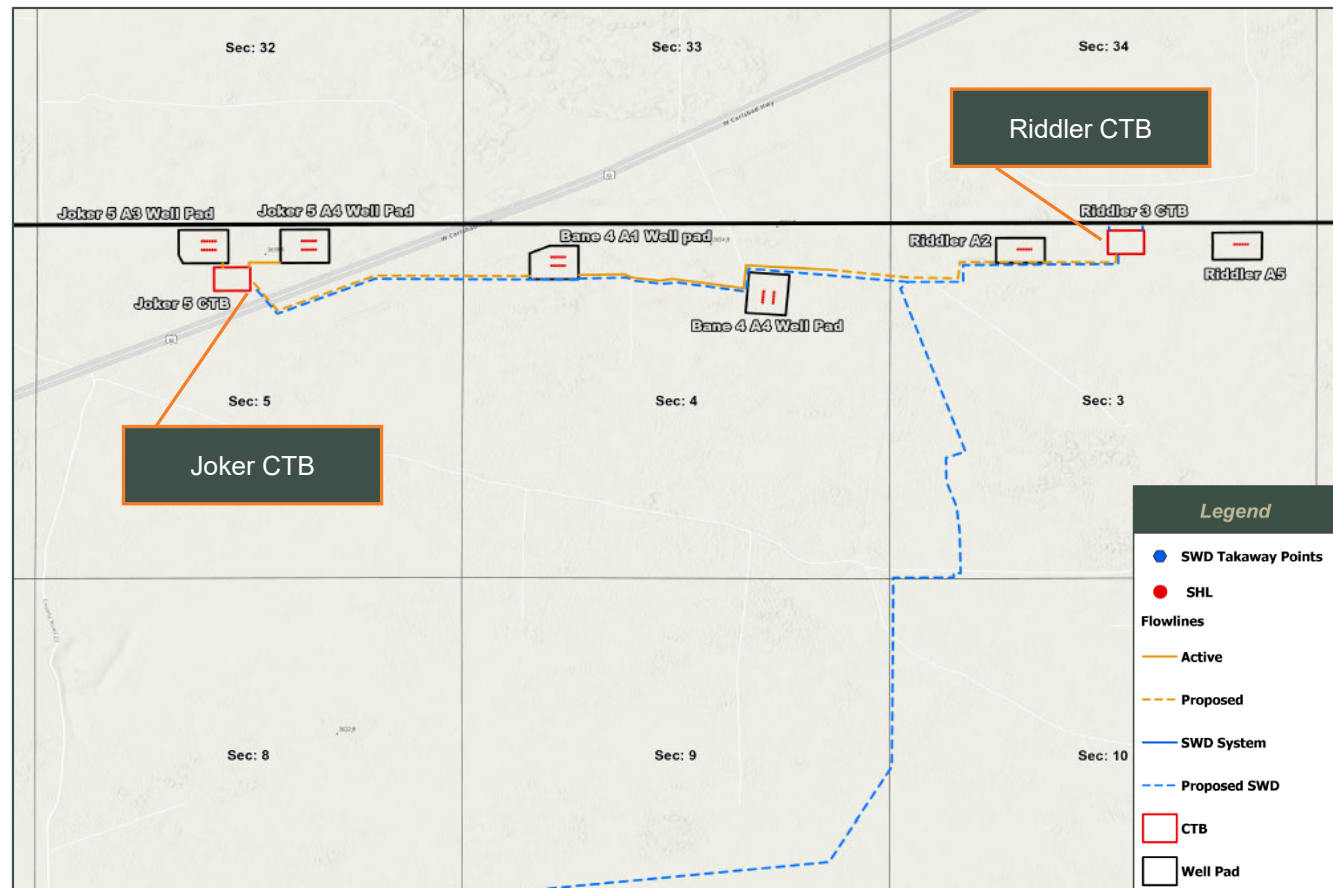 Sec: 32
Sec: 33
Sec: 34
W Carlsbad Hwy
Riddler CTB
62
Joker 5 A3 Well Pad
Joker 5 A4 Well Pad
Bane 4 A1 Well pad
Riddler A2
Riddler 3 CTB
Riddler A5
Joker 5 CTB
Bane 4 A4 Well Pad
Sec: 5
Sec: 4
Sec: 3
Joker CTB
Legend
SWD Takaway Points
SHL
Flowlines
Active
Proposed
SWD System
Proposed SWD
CTB
Well Pad
Sec: 8
Sec: 9
Sec: 10